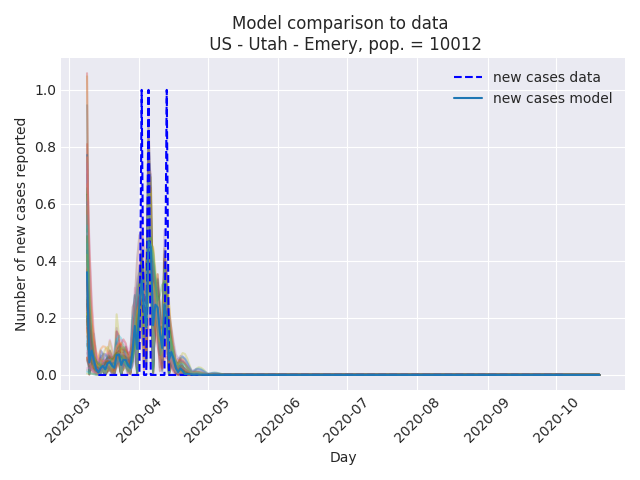 Model comparison to data
US - Utah - Emery, pop. = 10012
new cases data
new cases model
Number of new cases reported
1.0
0.8
0.6
0.4
0.2
0.0
2020-03
2020-04
2020-05
2020-06
2020-07
2020-08
2020-09
2020-10
Day